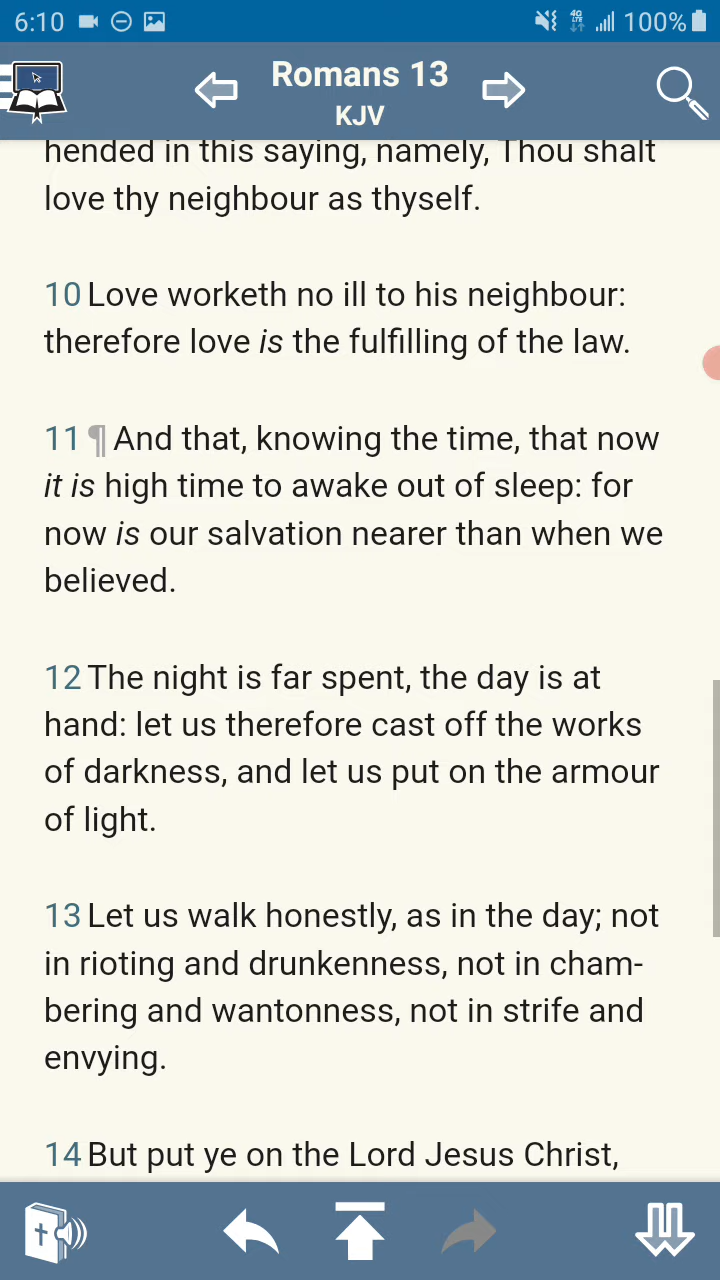 6:10
4G
LTE
100%
Romans 13
KJV
hended in this saying, namely, Thou shalt
love thy neighbour as thyself.
10 Love worketh no ill to his neighbour:
therefore love is the fulfilling of the law.
11 ¶ And that, knowing the time, that now
it is high time to awake out of sleep: for
now is our salvation nearer than when we
believed.
12 The night is far spent, the day is at
hand: let us therefore cast off the works
of darkness, and let us put on the armour
of light.
13 Let us walk honestly, as in the day; not
in rioting and drunkenness, not in cham-
bering and wantonness, not in strife and
envying.
14 But put ye on the Lord Jesus Christ,